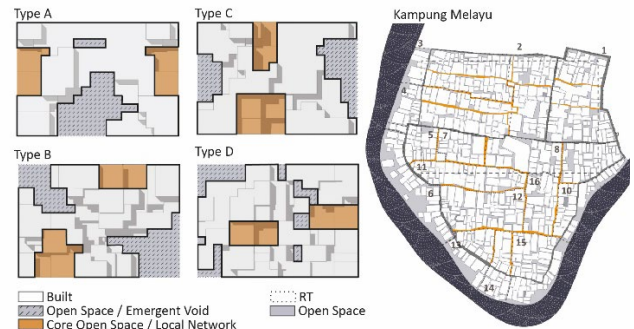 Type A
Type C
Kampung Melayu
Type B
Type D
3
2
1
4
5
7
8
11
6
16
12
10
13
15
14
Built
Open Space / Emergent Void
Core Open Space / Local Network
RT
Open Space